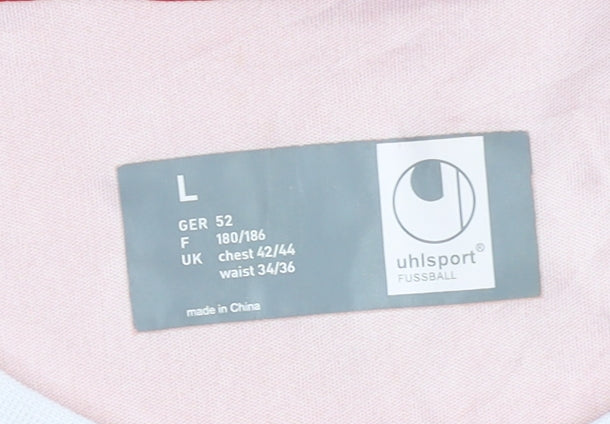 L
GER 52
F 180/186
UK chest 42/44
waist 34/36
made in China
uhlsport®
FUSSBALL